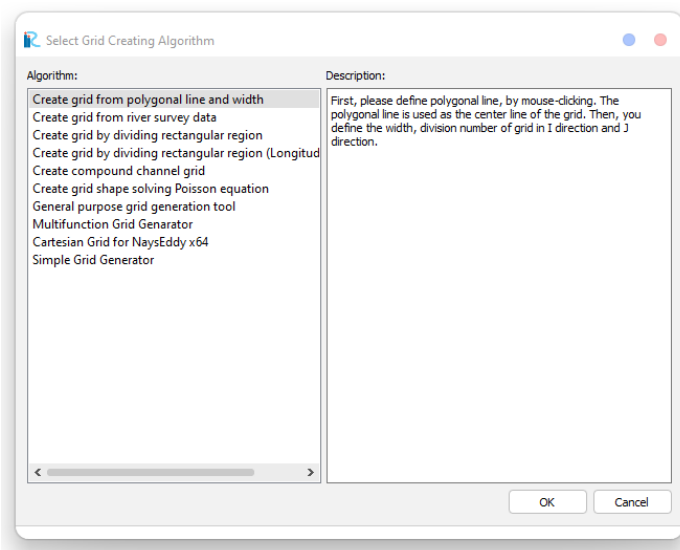 Select Grid Creating Algorithm
Algorithm:
Description:
Create grid from polygonal line and width
Create grid from river survey data
Create grid by dividing rectangular region
Create grid by dividing rectangular region (Longitud
Create compound channel grid
Create grid shape solving Poisson equation
General purpose grid generation tool
Multifunction Grid Genarator
Cartesian Grid for NaysEddy x64
Simple Grid Generator
First, please define polygonal line, by mouse-clicking. The
polygonal line is used as the center line of the grid. Then, you
define the width, division number of grid in I direction and J
direction.
OK
Cancel